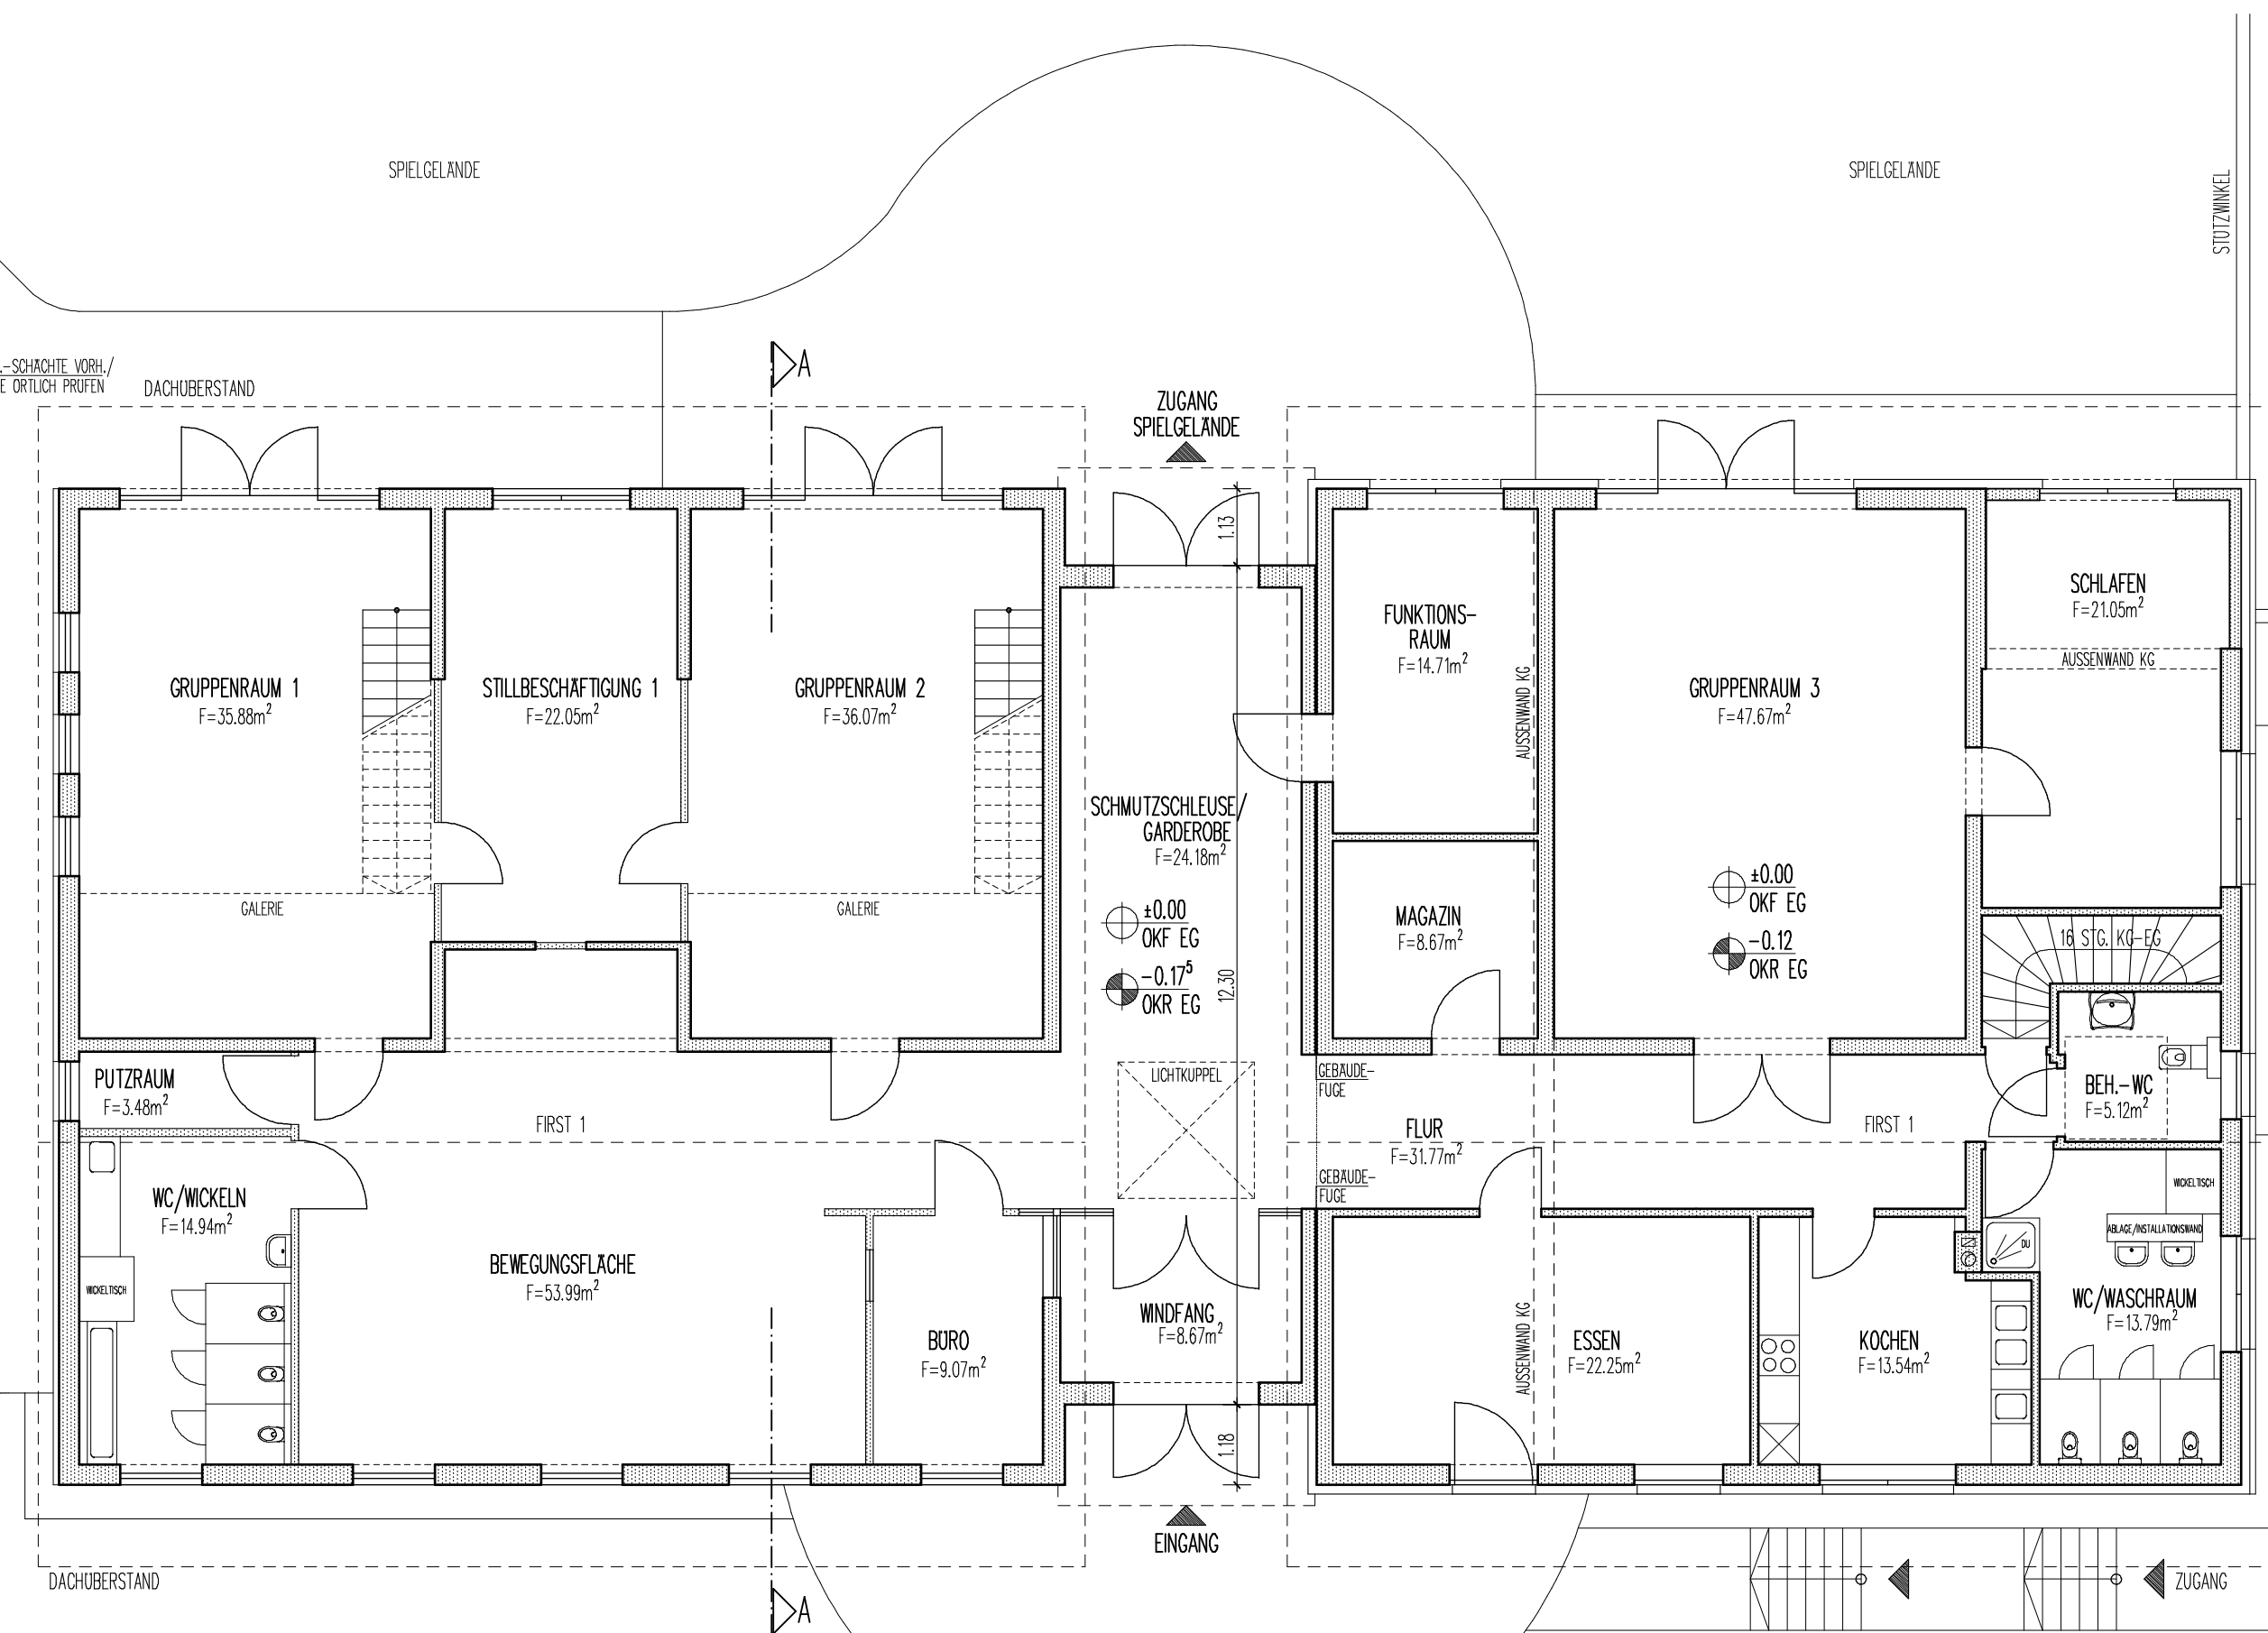 SPIELGELÄNDE
SPIELGELÄNDE
STÜTZWINKEL
.-SCHÄCHTE VORH./
E ÖRTLICH PRÜFEN
DACHÜBERSTAND
A
ZUGANG
SPIELGELÄNDE
1.13
GRUPPENRAUM 1
F=35.88m²
GALERIE
STILLBESCHÄFTIGUNG 1
F=22.05m²
GRUPPENRAUM 2
F=36.07m²
GALERIE
SCHMUTZSCHLEUSE/
GARDEROBE
F=24.18m²
±0.00
OKF EG
-0.17⁵
OKR EG
12.30
LICHTKUPPEL
FUNKTIONS-
RAUM
F=14.71m²
AUSSENWAND KG
MAGAZIN
F=8.67m²
GRUPPENRAUM 3
F=47.67m²
±0.00
OKF EG
-0.12
OKR EG
SCHLAFEN
F=21.05m²
AUSSENWAND KG
16 STG. KG-EG
BEH.-WC
F=5.12m²
PUTZRAUM
F=3.48m²
FIRST 1
GEBÄUDE-
FUGE
FLUR
F=31.77m²
GEBÄUDE-
FUGE
FIRST 1
WC/WICKELN
F=14.94m²
WICKELTISCH
BEWEGUNGSFLÄCHE
F=53.99m²
BÜRO
F=9.07m²
WINDFANG
F=8.67m²
AUSSENWAND KG
ESSEN
F=22.25m²
KOCHEN
F=13.54m²
WICKELTISCH
ABLAGE/INSTALLATIONSWAND
DU
WC/WASCHRAUM
F=13.79m²
1.18
EINGANG
DACHÜBERSTAND
A
ZUGANG